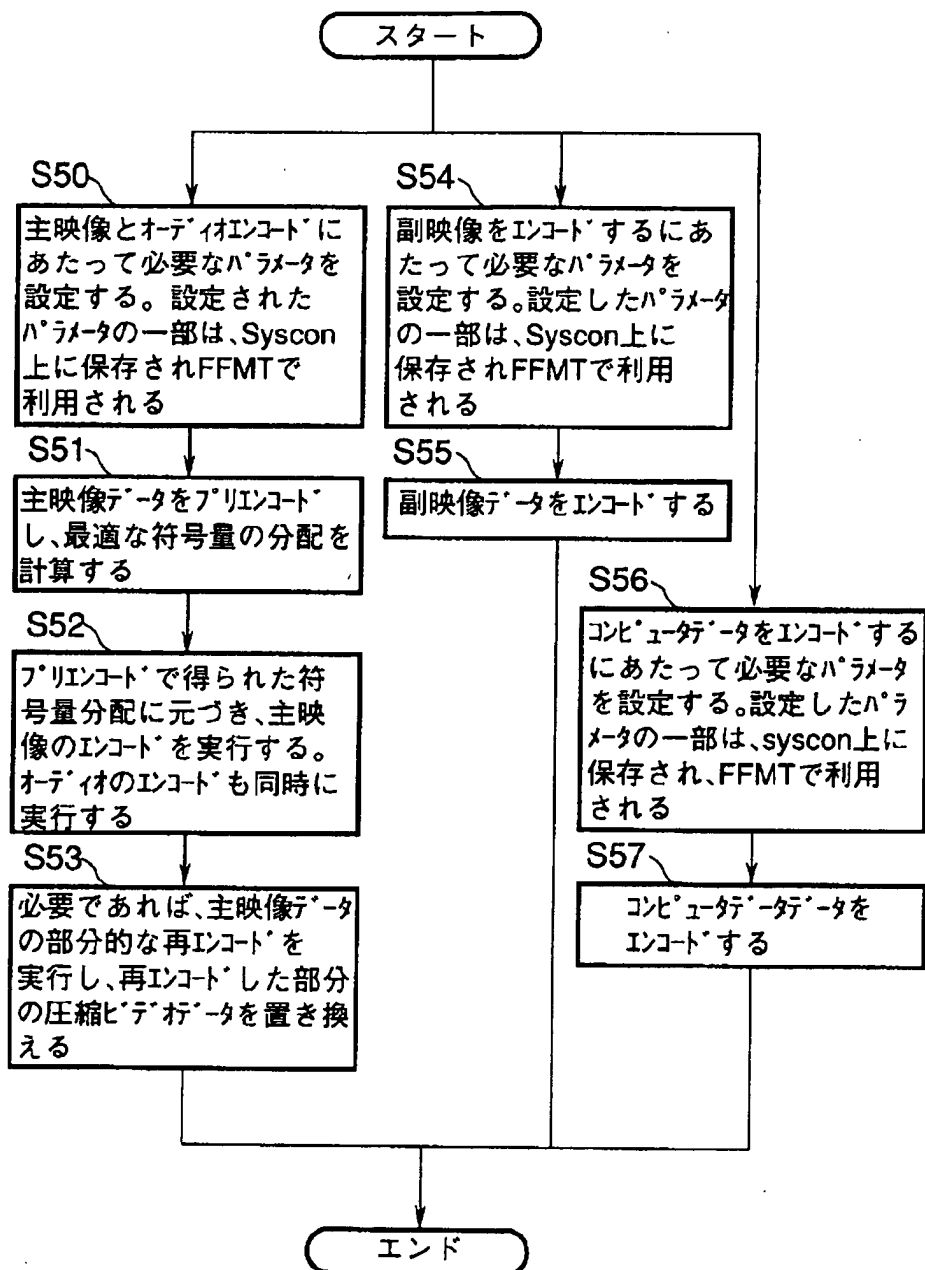 スタート
S50
主映像とオーディオエンコードに
あたって必要なパラメータを
設定する。設定された
パラメータの一部は、Syscon
上に保存されFFMTで
利用される
S51
主映像データをプリエンコード
し、最適な符号量の分配を
計算する
S52
プリエンコードで得られた符
号量分配に元づき、主映
像のエンコードを実行する。
オーディオのエンコードも同時に
実行する
S53
必要であれば、主映像データ
の部分的な再エンコードを
実行し、再エンコードした部分
の圧縮ビデオデータを置き換
える
S54
副映像をエンコードするにあ
たって必要なパラメータを
設定する。設定したパラメータ
の一部は、Syscon上に
保存されFFMTで利用
される
S55
副映像データをエンコードする
S56
コンピュータデータをエンコードする
にあたって必要なパラメータ
を設定する。設定したパラ
メータの一部は、syscon上に
保存され、FFMTで利用
される
S57
コンピュータデータデータを
エンコードする
エンド